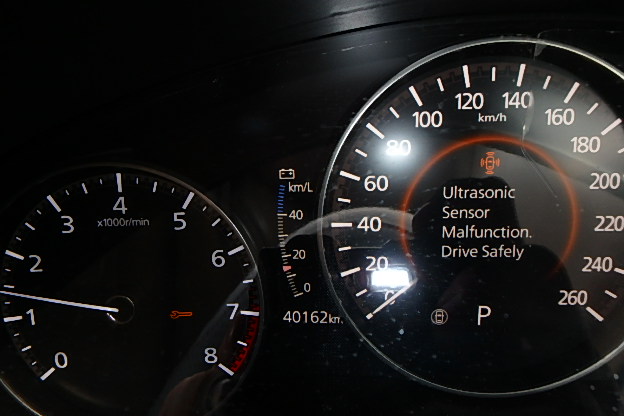 0
1
2
3
4
5
6
7
8
x1000r/min
km/L
40
20
0
40162km
20
40
60
80
100
120
140
160
180
200
220
240
260
km/h
Ultrasonic
Sensor
Malfunction.
Drive Safely
P